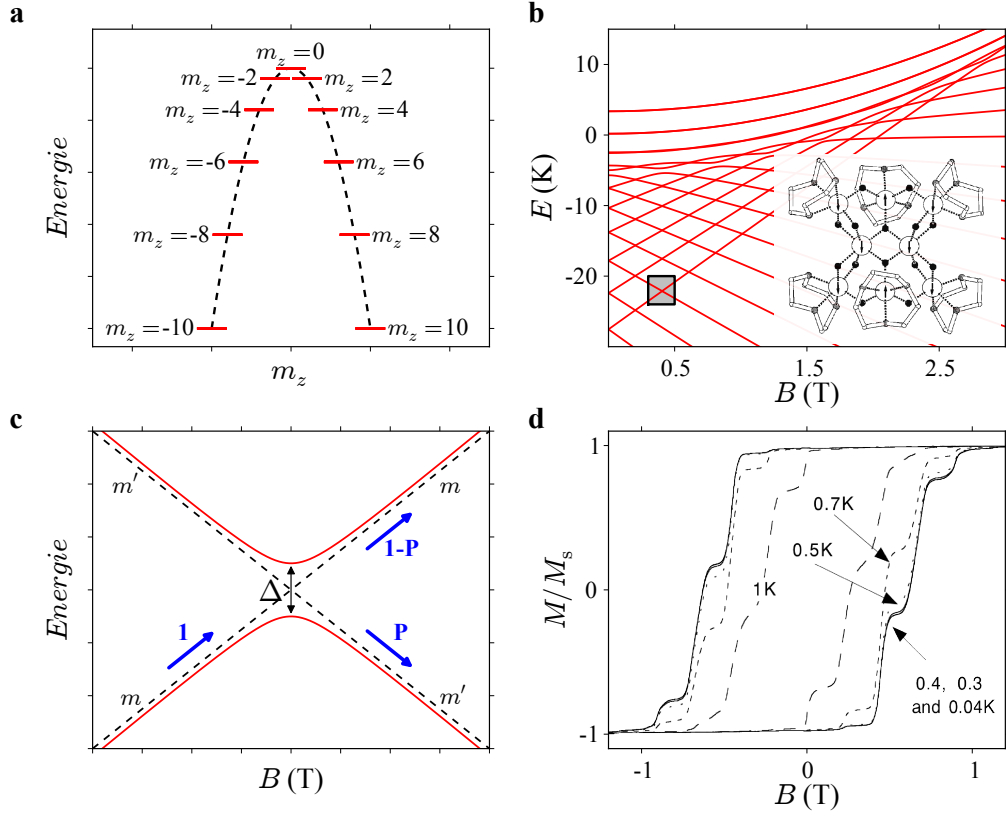 a
Energie
m_z=0
m_z=-2
m_z=2
m_z=-4
m_z=4
m_z=-6
m_z=6
m_z=-8
m_z=8
m_z=-10
m_z=10
m_z
b
E(K)
10
0
-10
-20
0.5
1.5
2.5
B(T)
c
Energie
m'
m
1-P
Δ
1
P
m
m'
B(T)
d
M/M_s
1
0
-1
0.7K
0.5K
1K
0.4, 0.3
and 0.04K
-1
0
1
B(T)